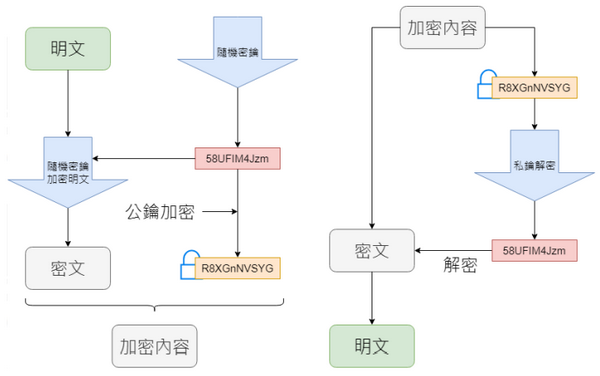 明文
隨機密鑰
58UFIM4Jzm
隨機密鑰
加密明文
公鑰加密
密文
R8XGnNVSYG
加密內容
加密內容
R8XGnNVSYG
私鑰解密
密文
58UFIM4Jzm
解密
明文